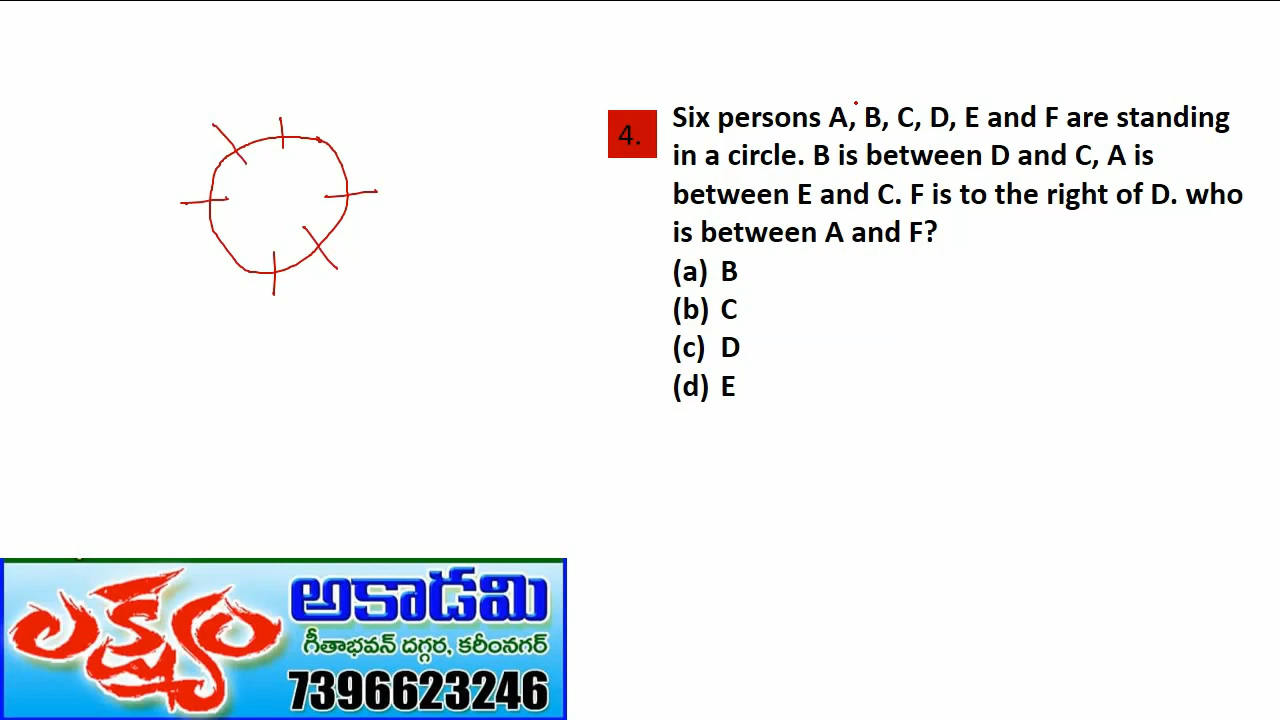 4.
Six persons A, B, C, D, E and F are standing
in a circle. B is between D and C, A is
between E and C. F is to the right of D. who
is between A and F?
(a) B
(b) C
(c) D
(d) E
లక్ష్యం
అకాడమి
గీతాభవన్ దగ్గర, కరీంనగర్
7396623246